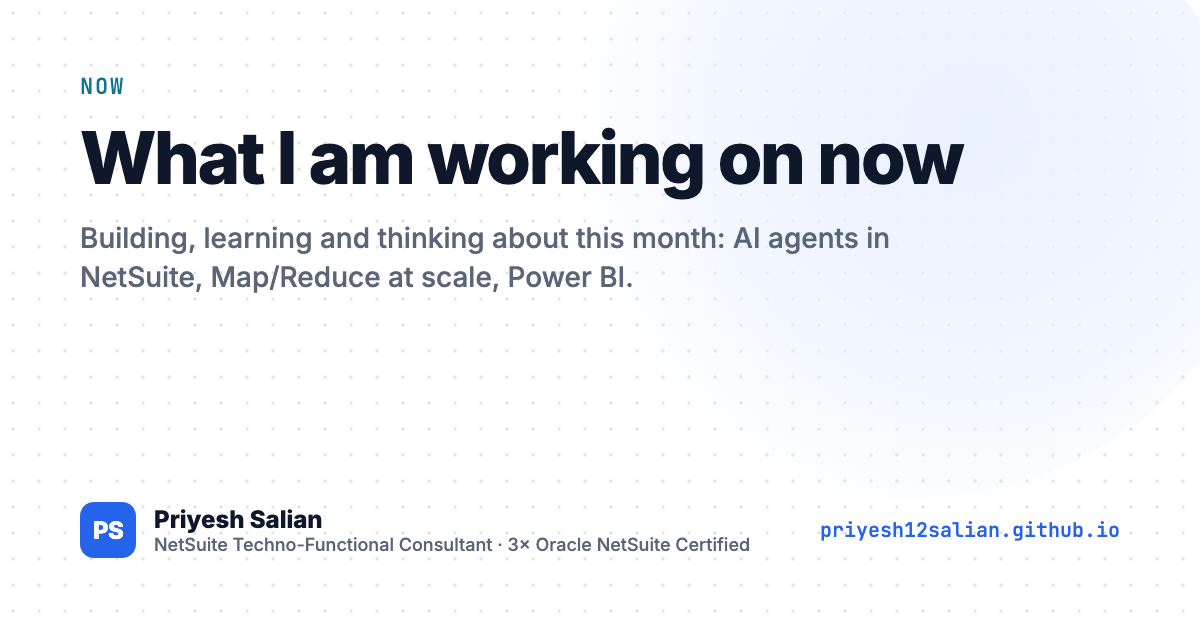 NOW
What I am working on now
Building, learning and thinking about this month: AI agents in
NetSuite, Map/Reduce at scale, Power BI.
PS
Priyesh Salian
NetSuite Techno-Functional Consultant · 3× Oracle NetSuite Certified
priyesh12salian.github.io